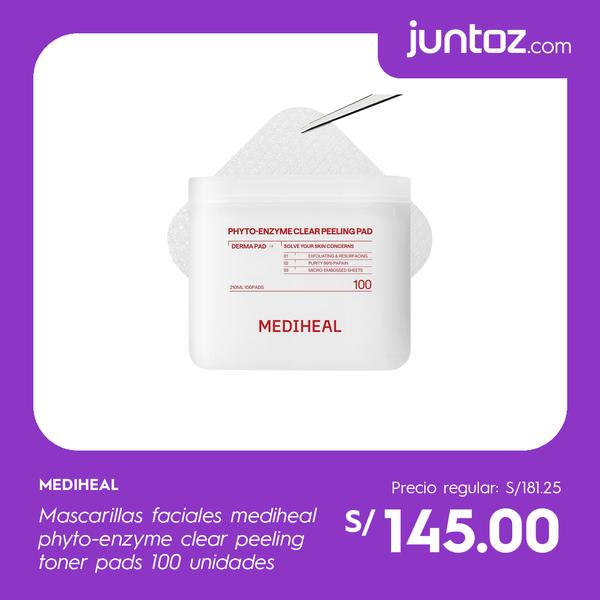 juntoz.com
PHYTO-ENZYME CLEAR PEELING PAD
DERMA PAD → SOLVE YOUR SKIN CONCERNS
01 EXFOLIATING & RESURFACING
02 PURITY 99% PAPAIN
03 MICRO-EMBOSSED SHEETS
210ML 100PADS 100
MEDIHEAL
MEDIHEAL
Mascarillas faciales mediheal
phyto-enzyme clear peeling
toner pads 100 unidades
Precio regular: S/181.25
S/145.00